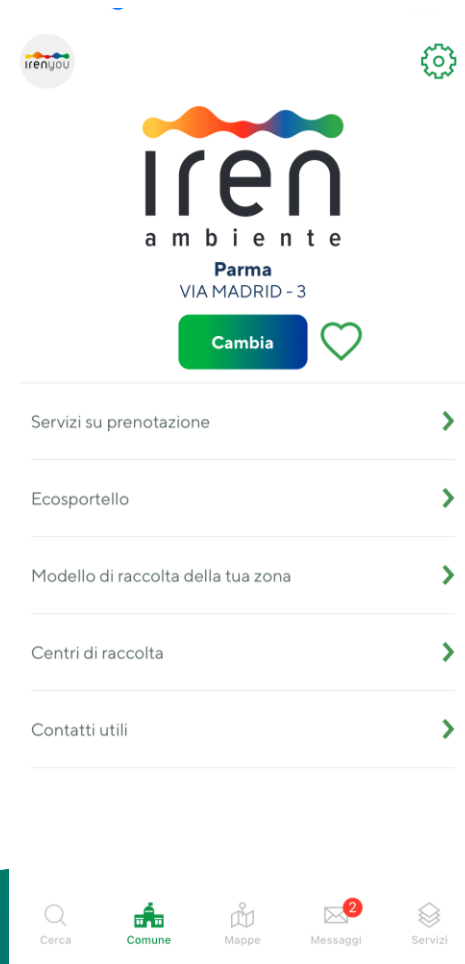 irenyou
iren
ambiente
Parma
VIA MADRID - 3
Cambia
Servizi su prenotazione
Ecosportello
Modello di raccolta della tua zona
Centri di raccolta
Contatti utili
2
Cerca Comune Mappe Messaggi Servizi